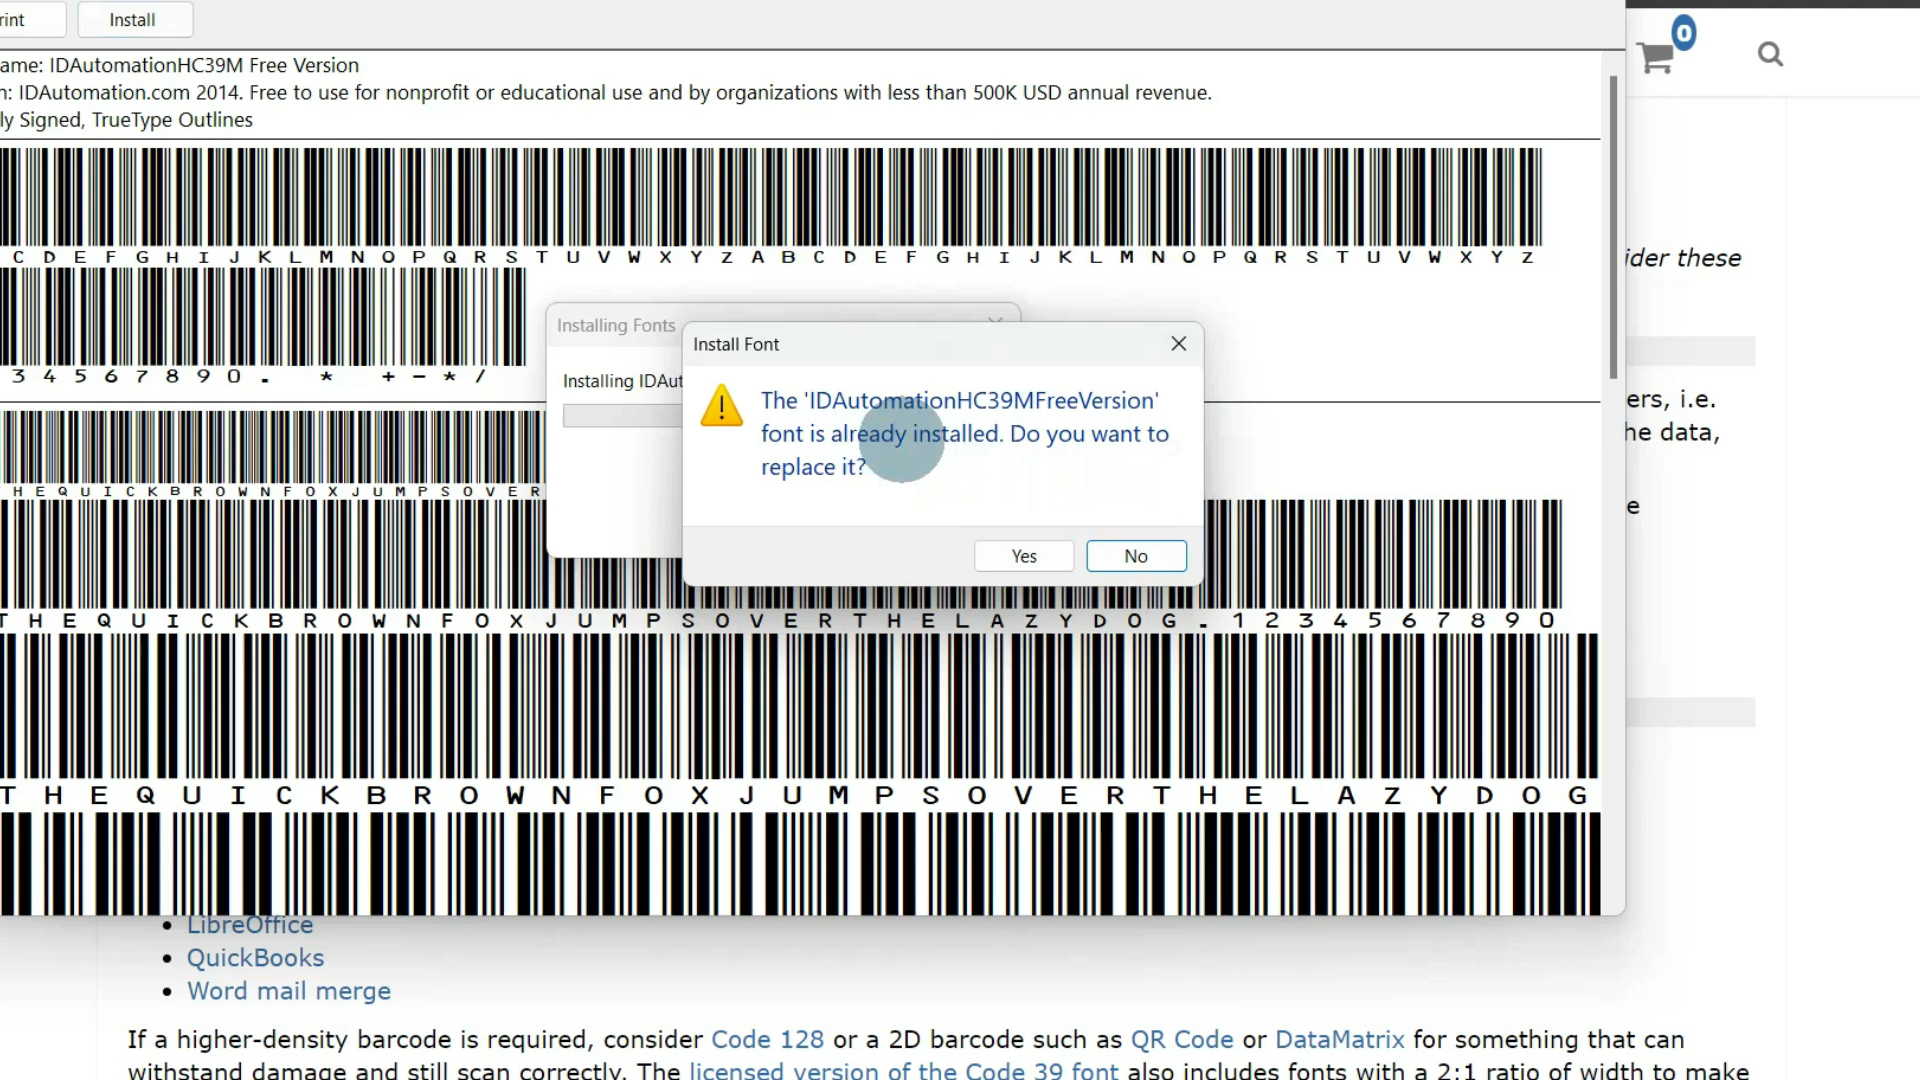 rint
Install
0
ame: IDAutomationHC39M Free Version
n: IDAutomation.com 2014. Free to use for nonprofit or educational use and by organizations with less than 500K USD annual revenue.
ly Signed, TrueType Outlines
C D E F G H I J K L M N O P Q R S T U V W X Y Z A B C D E F G H I J K L M N O P Q R S T U V W X Y Z
ider these
3 4 5 6 7 8 9 0 . * + - * /
Installing Fonts
Installing IDAut
Install Font
The 'IDAutomationHC39MFreeVersion'
font is already installed. Do you want to
replace it?
Yes
No
ers, i.e.
he data,
e
H E Q U I C K B R O W N F O X J U M P S O V E R
T H E Q U I C K B R O W N F O X J U M P S O V E R T H E L A Z Y D O G . 1 2 3 4 5 6 7 8 9 0
T H E Q U I C K B R O W N F O X J U M P S O V E R T H E L A Z Y D O G
• LibreOffice
• QuickBooks
• Word mail merge
If a higher-density barcode is required, consider Code 128 or a 2D barcode such as QR Code or DataMatrix for something that can
withstand damage and still scan correctly. The licensed version of the Code 39 font also includes fonts with a 2:1 ratio of width to make